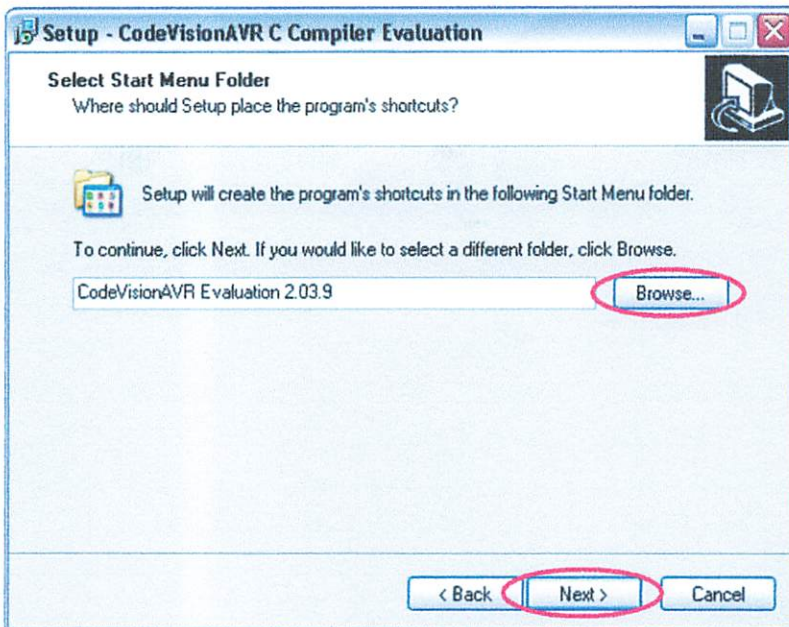 Setup - CodeVisionAVR C Compiler Evaluation
Select Start Menu Folder
Where should Setup place the program's shortcuts?
Setup will create the program's shortcuts in the following Start Menu folder.
To continue, click Next. If you would like to select a different folder, click Browse.
CodeVisionAVR Evaluation 2.03.9
Browse...
< Back
Next >
Cancel